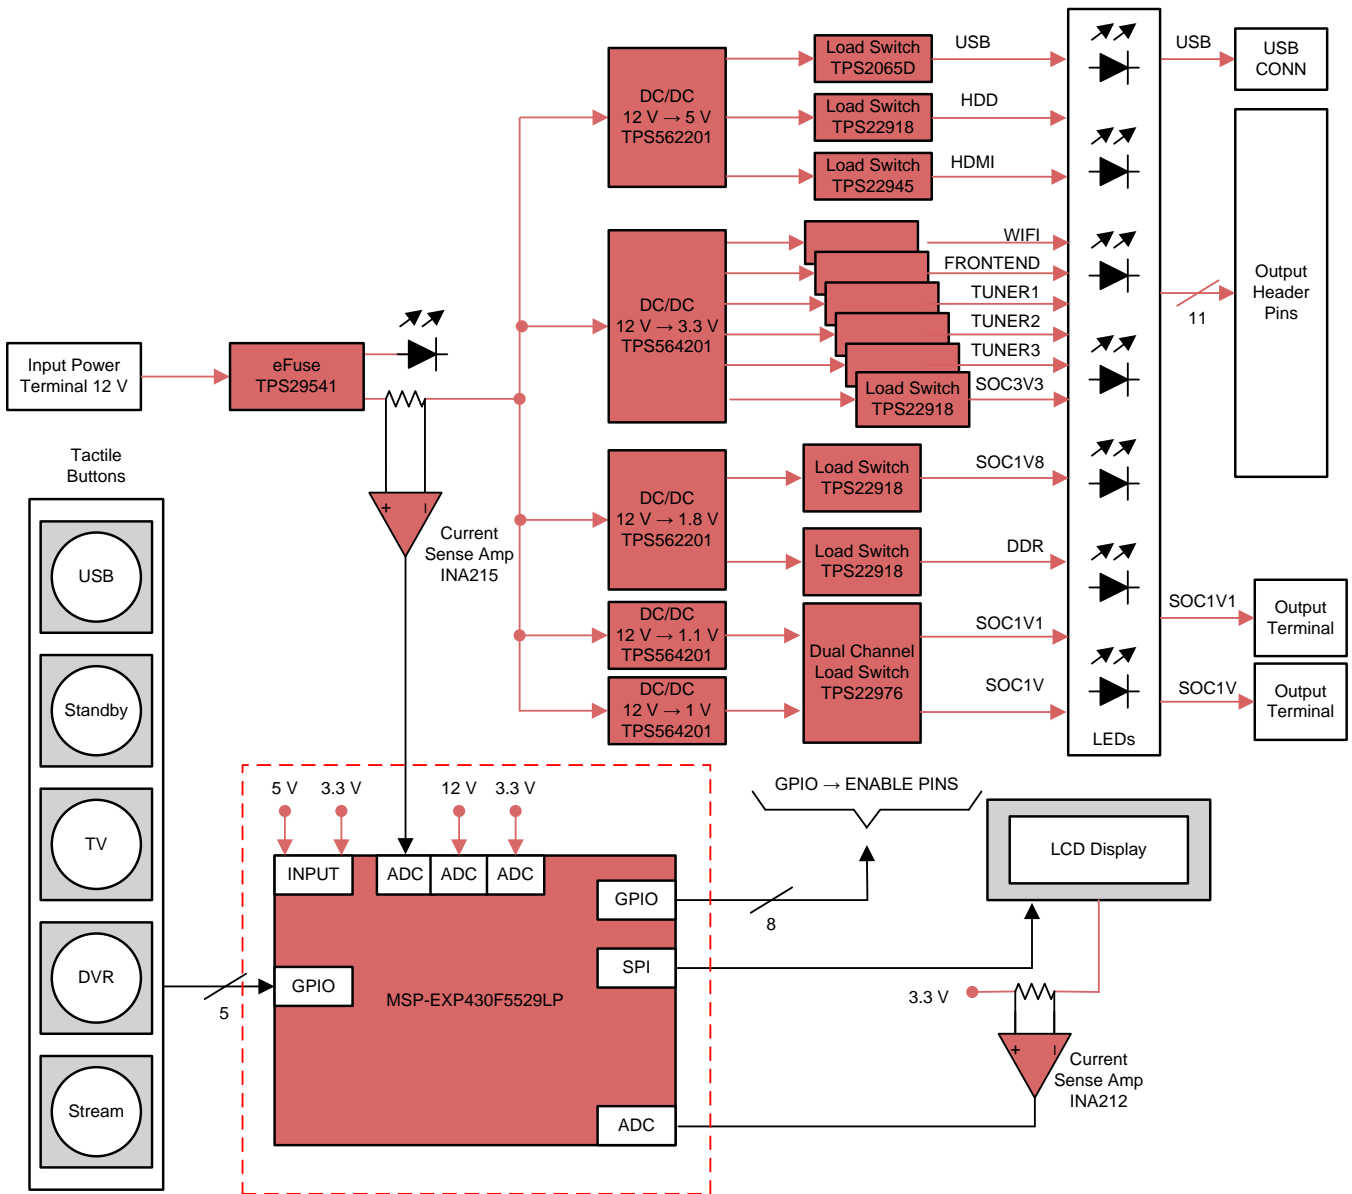 Input Power
Terminal 12 V
eFuse
TPS29541
Current
Sense Amp
INA215
DC/DC
12 V → 5 V
TPS562201
Load Switch
TPS2065D
USB
Load Switch
TPS22918
HDD
Load Switch
TPS22945
HDMI
DC/DC
12 V → 3.3 V
TPS564201
WIFI
FRONTEND
TUNER1
TUNER2
TUNER3
SOC3V3
Load Switch
TPS22918
DC/DC
12 V → 1.8 V
TPS562201
Load Switch
TPS22918
SOC1V8
Load Switch
TPS22918
DDR
DC/DC
12 V → 1.1 V
TPS564201
DC/DC
12 V → 1 V
TPS564201
Dual Channel
Load Switch
TPS22976
SOC1V1
SOC1V
LEDs
USB
USB
CONN
11
Output
Header
Pins
SOC1V1
Output
Terminal
SOC1V
Output
Terminal
Tactile
Buttons
USB
Standby
TV
DVR
Stream
5
5 V
3.3 V
12 V
3.3 V
INPUT
ADC
ADC
ADC
GPIO
GPIO
SPI
ADC
MSP-EXP430F5529LP
8
GPIO → ENABLE PINS
LCD Display
3.3 V
+
–
+
–
Current
Sense Amp
INA212